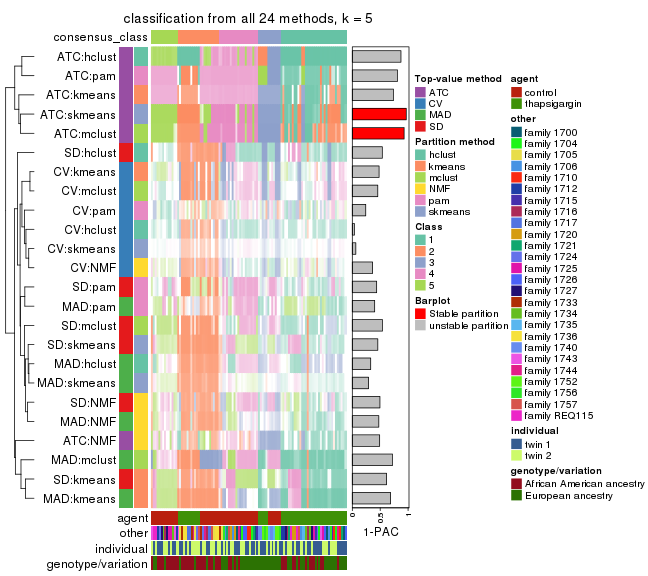 classification from all 24 methods, k = 5
consensus_class
ATC:hclust
ATC:pam
ATC:kmeans
ATC:skmeans
ATC:mclust
SD:hclust
CV:kmeans
CV:mclust
CV:pam
CV:hclust
CV:skmeans
CV:NMF
SD:pam
MAD:pam
SD:mclust
SD:skmeans
MAD:hclust
MAD:skmeans
SD:NMF
MAD:NMF
ATC:NMF
MAD:mclust
SD:kmeans
MAD:kmeans
agent
other
individual
genotype/variation
0
0.5
1
1-PAC
Top-value method
ATC
CV
MAD
SD
Partition method
hclust
kmeans
mclust
NMF
pam
skmeans
Class
1
2
3
4
5
Barplot
Stable partition
unstable partition
agent
control
thapsigargin
other
family 1700
family 1704
family 1705
family 1706
family 1710
family 1712
family 1715
family 1716
family 1717
family 1720
family 1721
family 1724
family 1725
family 1726
family 1727
family 1733
family 1734
family 1735
family 1736
family 1740
family 1743
family 1744
family 1752
family 1756
family 1757
family REQ115
individual
twin 1
twin 2
genotype/variation
African American ancestry
European ancestry